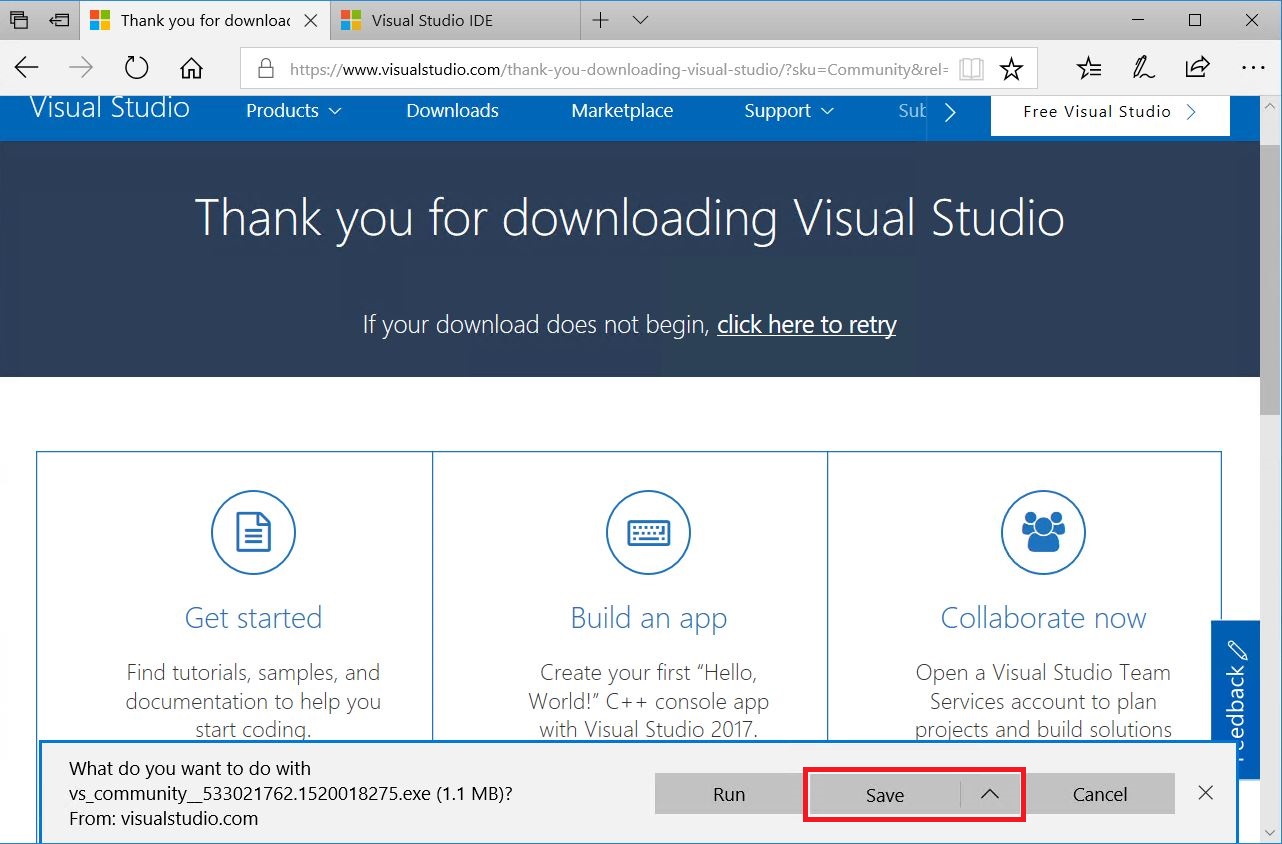 Thank you for downloac
Visual Studio IDE
https://www.visualstudio.com/thank-you-downloading-visual-studio/?sku=Community&rel=
Visual Studio
Products
Downloads
Marketplace
Support
Sub
Free Visual Studio
Thank you for downloading Visual Studio
If your download does not begin, click here to retry
Get started
Find tutorials, samples, and
documentation to help you
start coding.
Build an app
Create your first “Hello,
World!” C++ console app
with Visual Studio 2017.
Collaborate now
Open a Visual Studio Team
Services account to plan
projects and build solutions
Feedback
What do you want to do with
vs_community__533021762.1520018275.exe (1.1 MB)?
From: visualstudio.com
Run
Save
Cancel